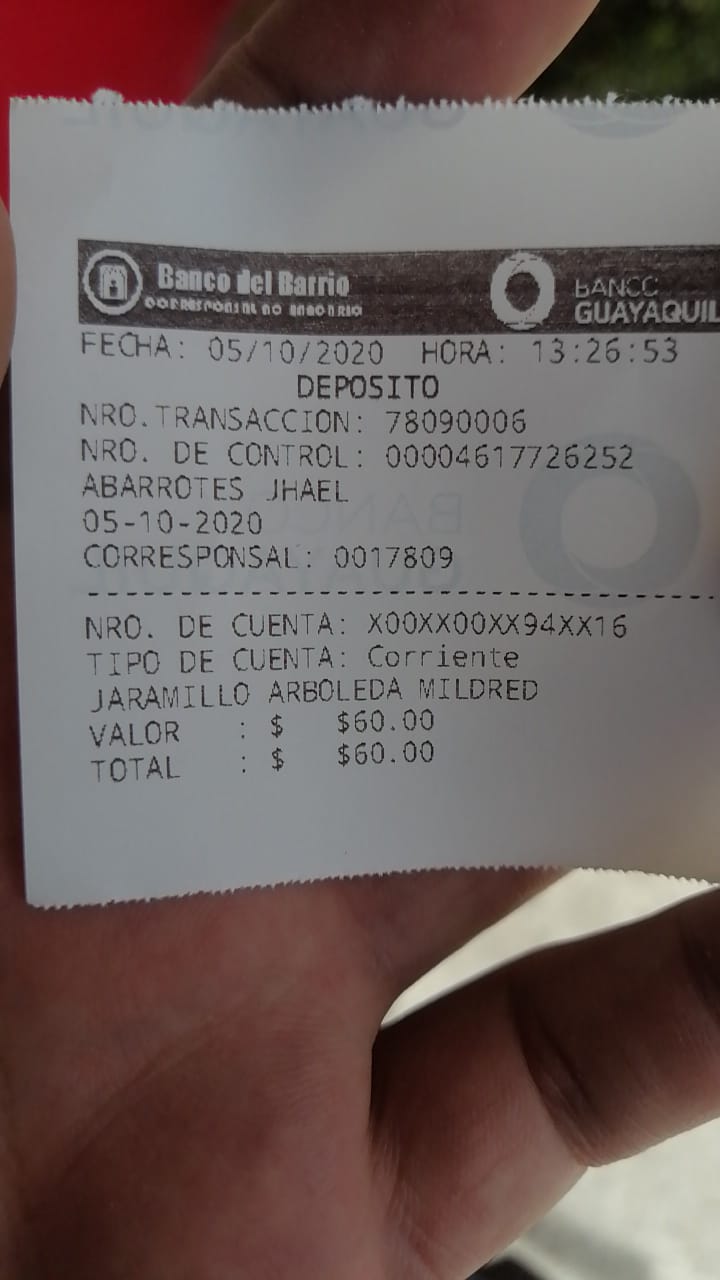 Banco del Barrio
CORRESPONSAL NO BANCARIO
BANCO
GUAYAQUIL
FECHA: 05/10/2020 HORA: 13:26:53
DEPOSITO
NRO.TRANSACCION: 78090006
NRO. DE CONTROL: 00004617726252
ABARROTES JHAEL
05-10-2020
CORRESPONSAL: 0017809
NRO. DE CUENTA: X00XX00XX94XX16
TIPO DE CUENTA: Corriente
JARAMILLO ARBOLEDA MILDRED
VALOR : $ $60.00
TOTAL : $ $60.00